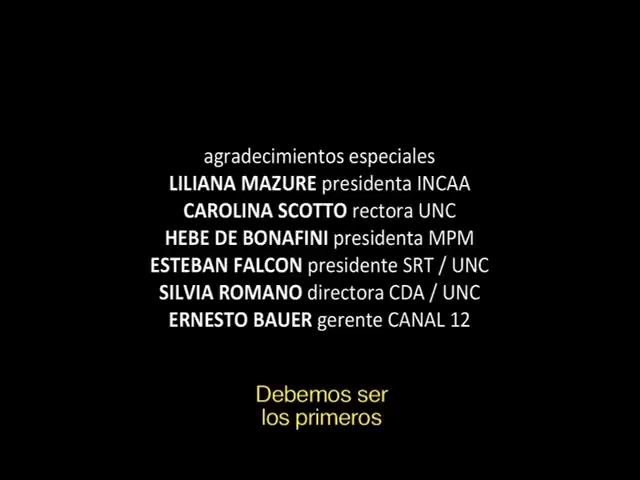 agradecimientos especiales
LILIANA MAZURE presidenta INCAA
CAROLINA SCOTTO rectora UNC
HEBE DE BONAFINI presidenta MPM
ESTEBAN FALCON presidente SRT / UNC
SILVIA ROMANO directora CDA / UNC
ERNESTO BAUER gerente CANAL 12
Debemos ser
los primeros